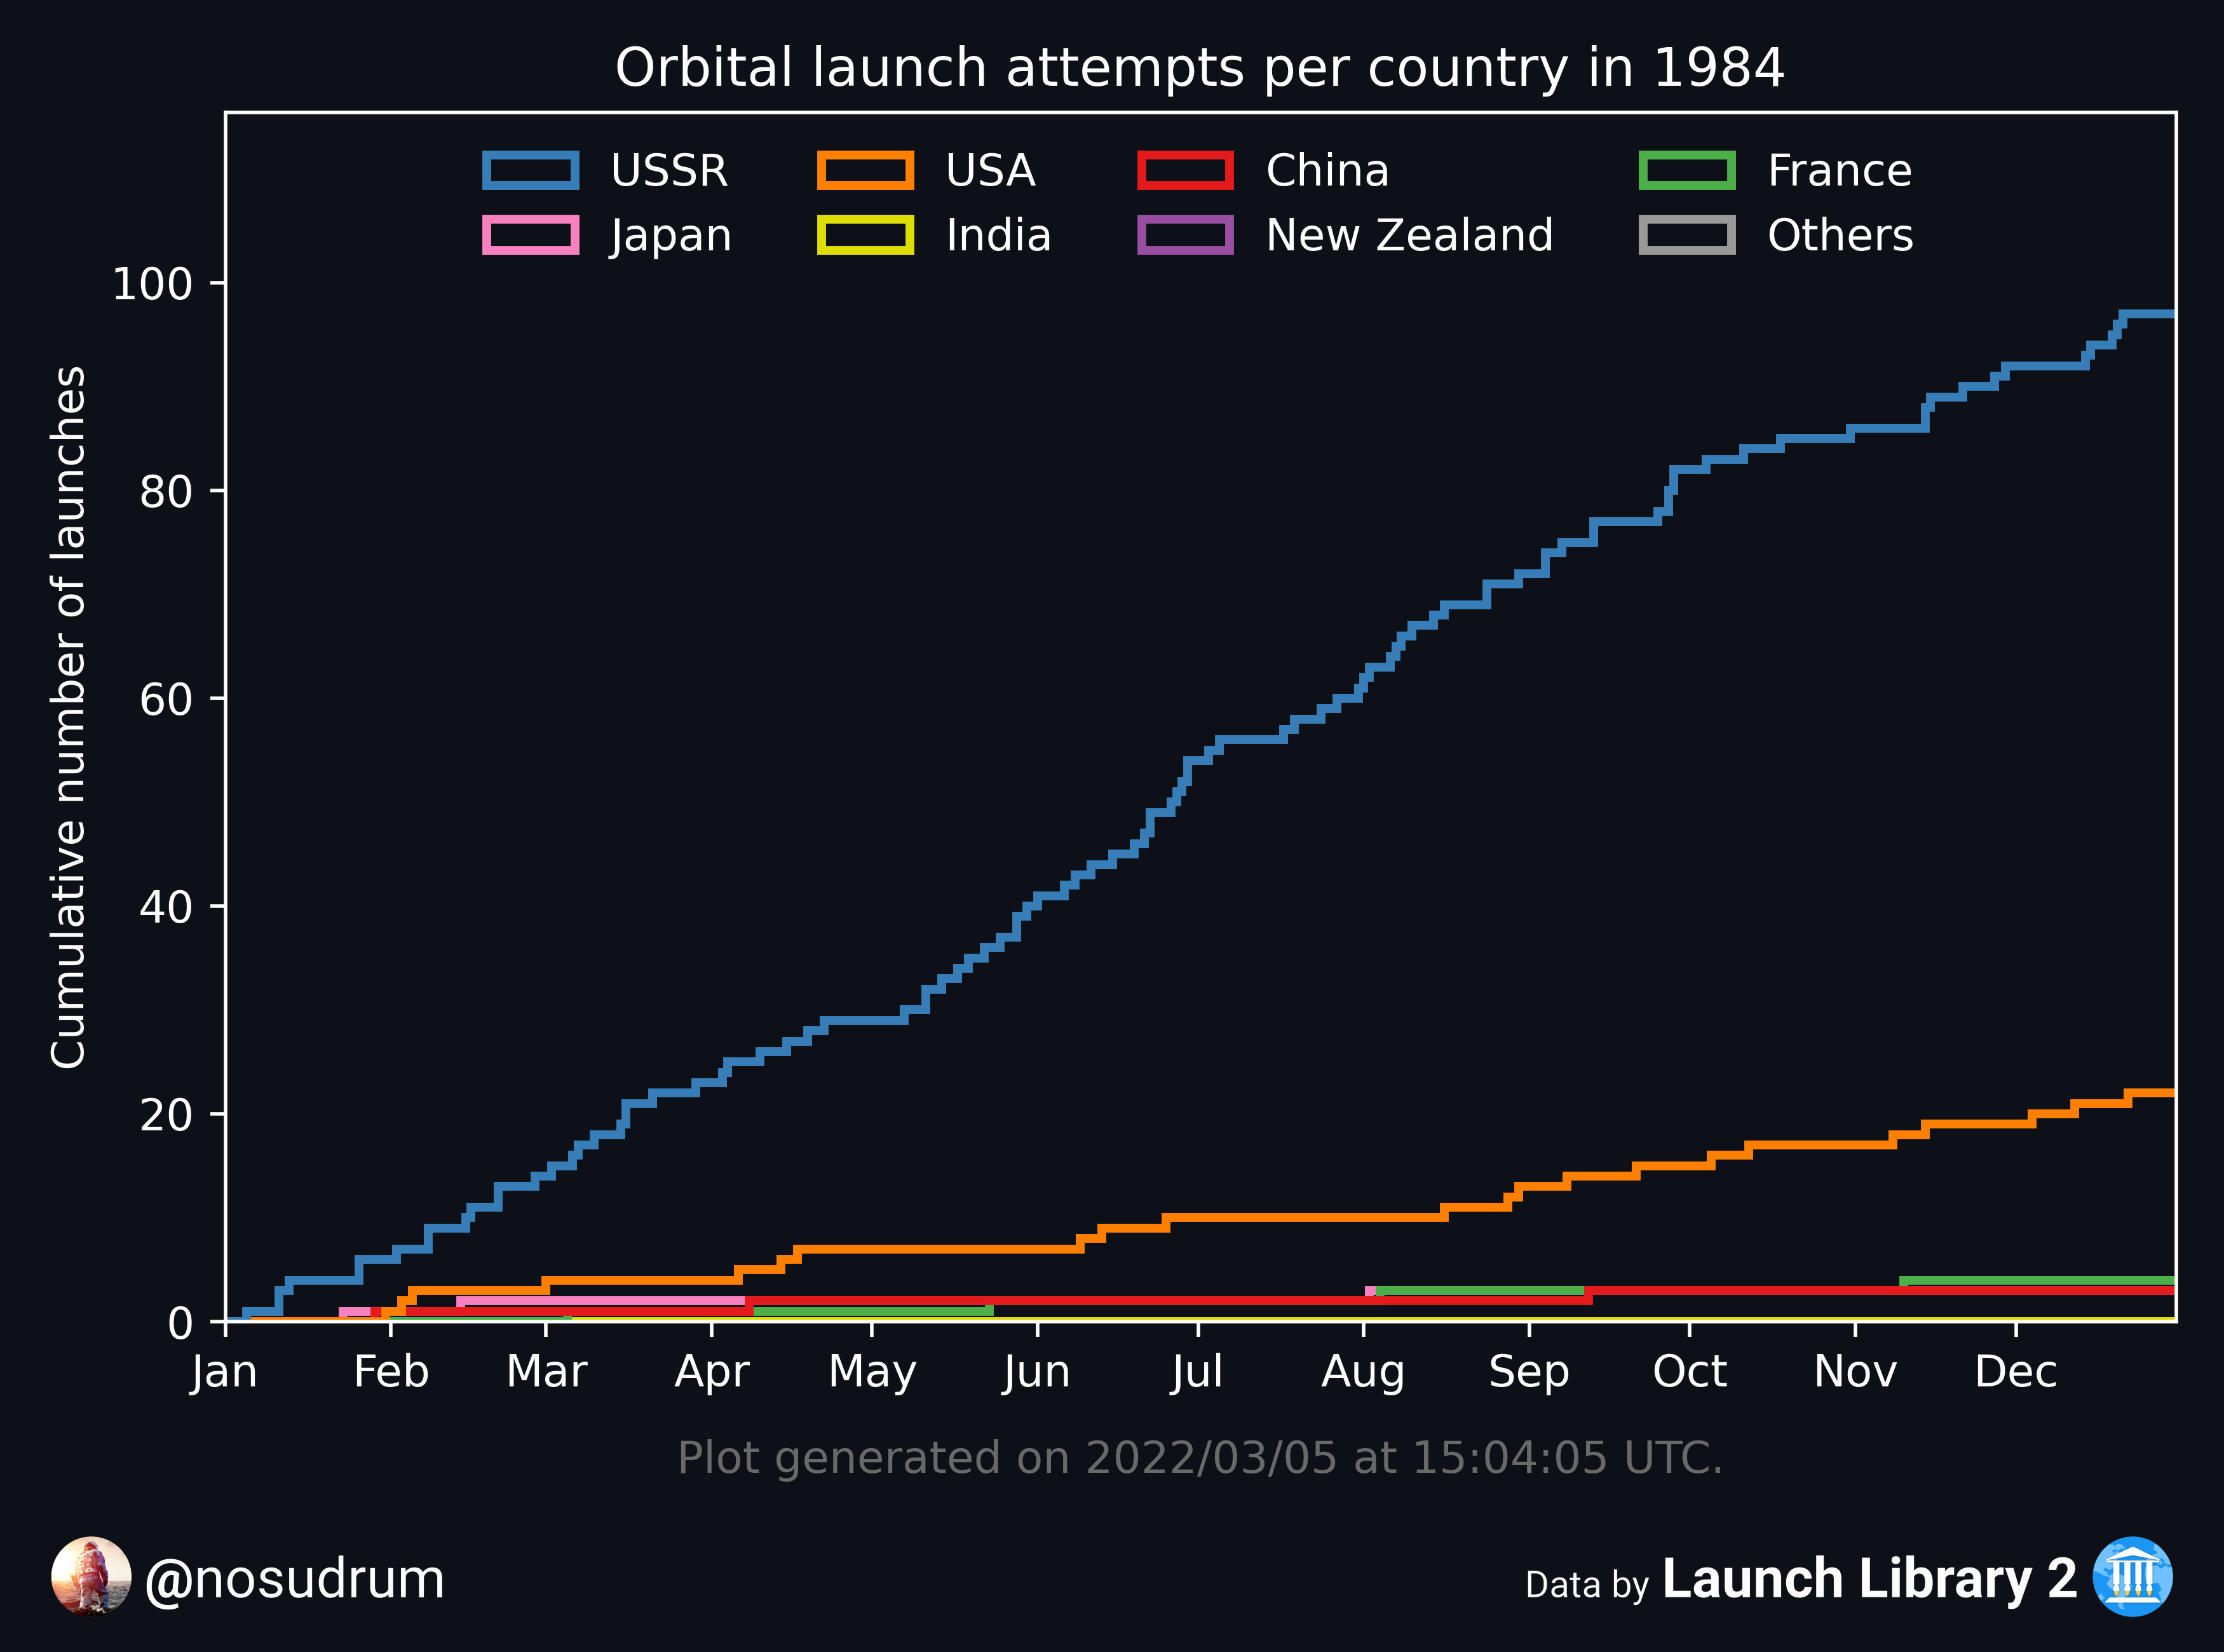 Orbital launch attempts per country in 1984
USSR USA China France
Japan India New Zealand Others
Cumulative number of launches
100
80
60
40
20
0
Jan Feb Mar Apr May Jun Jul Aug Sep Oct Nov Dec
Plot generated on 2022/03/05 at 15:04:05 UTC.
@nosudrum
Data by Launch Library 2